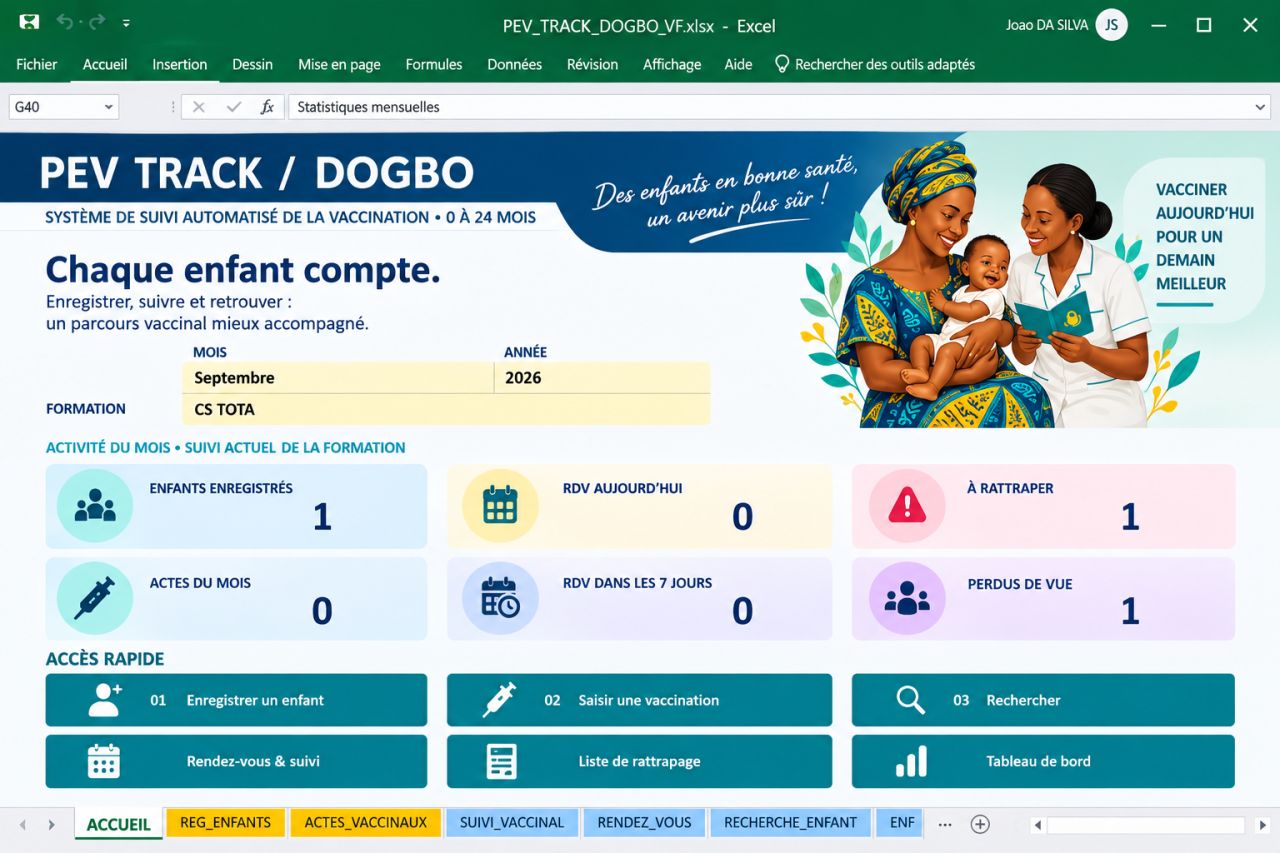 PEV_TRACK_DOGBO_VF.xlsx - Excel
Joao DA SILVA JS
Fichier Accueil Insertion Dessin Mise en page Formules Données Révision Affichage Aide Rechercher des outils adaptés
G40 fx Statistiques mensuelles
PEV TRACK / DOGBO
SYSTÈME DE SUIVI AUTOMATISÉ DE LA VACCINATION • 0 À 24 MOIS
Des enfants en bonne santé,
un avenir plus sûr !
VACCINER
AUJOURD'HUI
POUR UN
DEMAIN
MEILLEUR
Chaque enfant compte.
Enregistrer, suivre et retrouver :
un parcours vaccinal mieux accompagné.
MOIS ANNÉE
Septembre 2026
FORMATION CS TOTA
ACTIVITÉ DU MOIS • SUIVI ACTUEL DE LA FORMATION
ENFANTS ENREGISTRÉS
1
RDV AUJOURD'HUI
0
À RATTRAPER
1
ACTES DU MOIS
0
RDV DANS LES 7 JOURS
0
PERDUS DE VUE
1
ACCÈS RAPIDE
01 Enregistrer un enfant
02 Saisir une vaccination
03 Rechercher
Rendez-vous & suivi
Liste de rattrapage
Tableau de bord
ACCUEIL REG_ENFANTS ACTES_VACCINAUX SUIVI_VACCINAL RENDEZ_VOUS RECHERCHE_ENFANT ENF ...